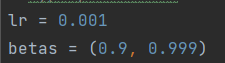 lr = 0.001
betas = (0.9, 0.999)